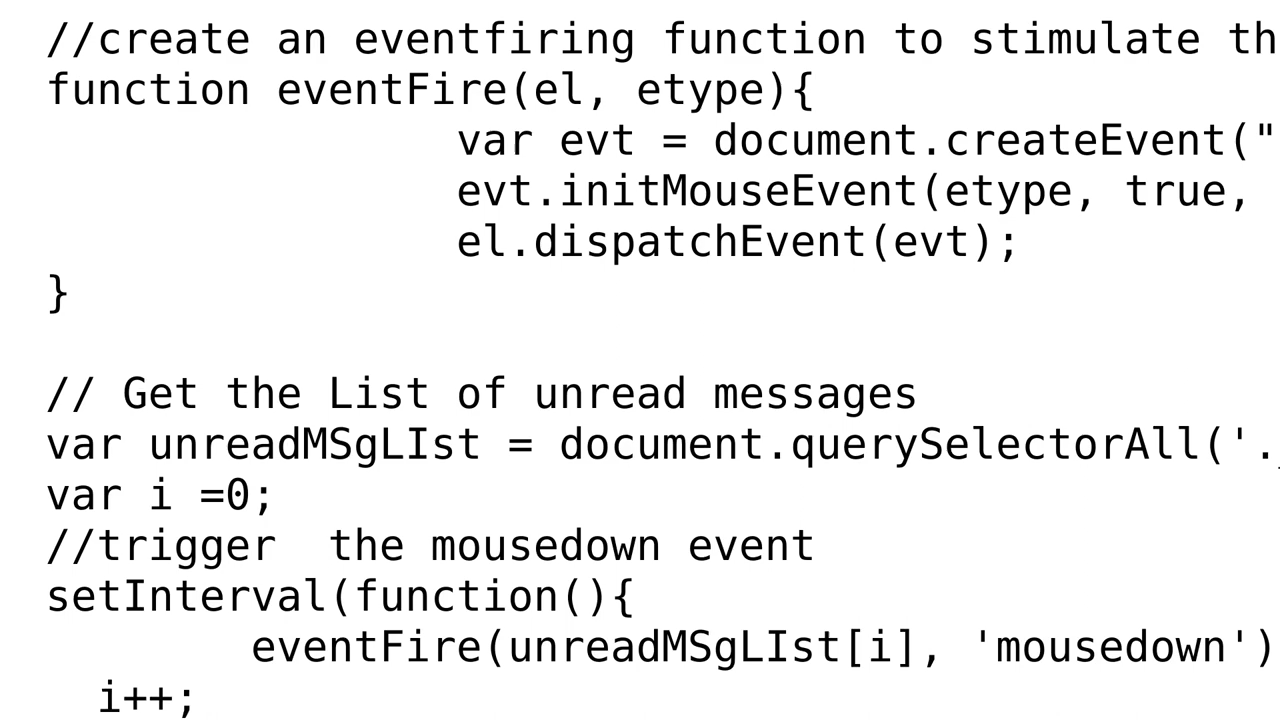 //create an eventfiring function to stimulate th
function eventFire(el, etype){
var evt = document.createEvent("
evt.initMouseEvent(etype, true,
el.dispatchEvent(evt);
}
// Get the List of unread messages
var unreadMSgLIst = document.querySelectorAll('._
var i =0;
//trigger  the mousedown event
setInterval(function(){
eventFire(unreadMSgLIst[i], 'mousedown')
i++;